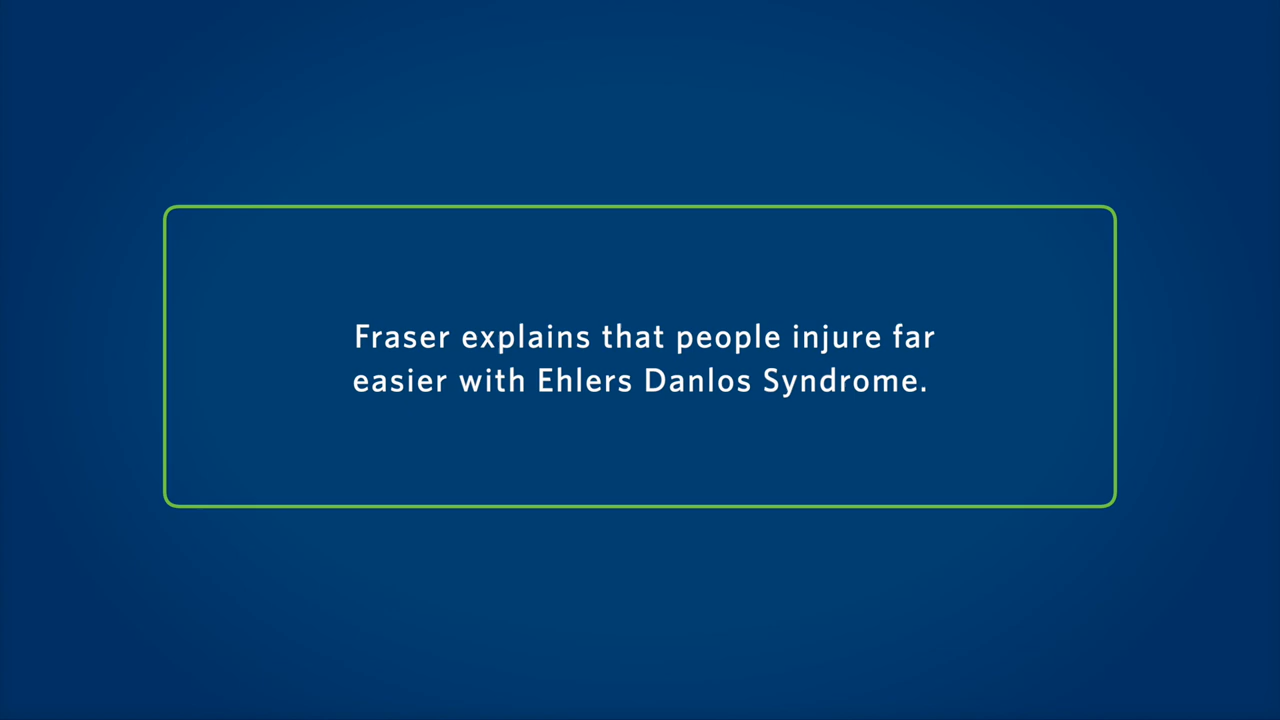 Fraser explains that people injure far
easier with Ehlers Danlos Syndrome.